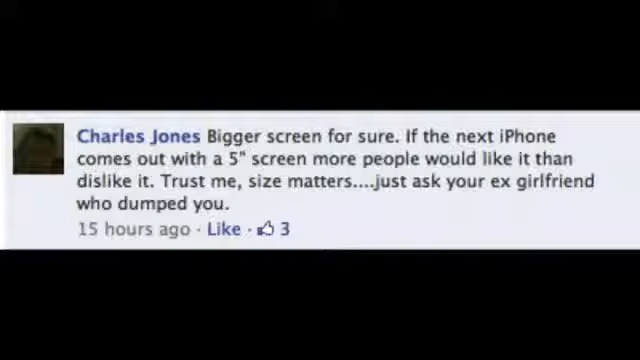 Charles Jones Bigger screen for sure. If the next iPhone
comes out with a 5" screen more people would like it than
dislike it. Trust me, size matters....just ask your ex girlfriend
who dumped you.
15 hours ago · Like · 3